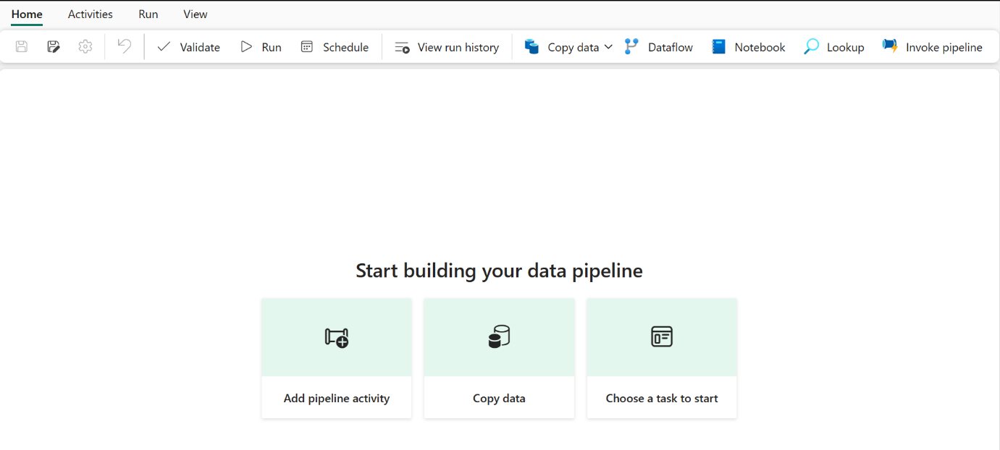 Home Activities Run View
Validate Run Schedule View run history Copy data Dataflow Notebook Lookup Invoke pipeline
Start building your data pipeline
Add pipeline activity Copy data Choose a task to start